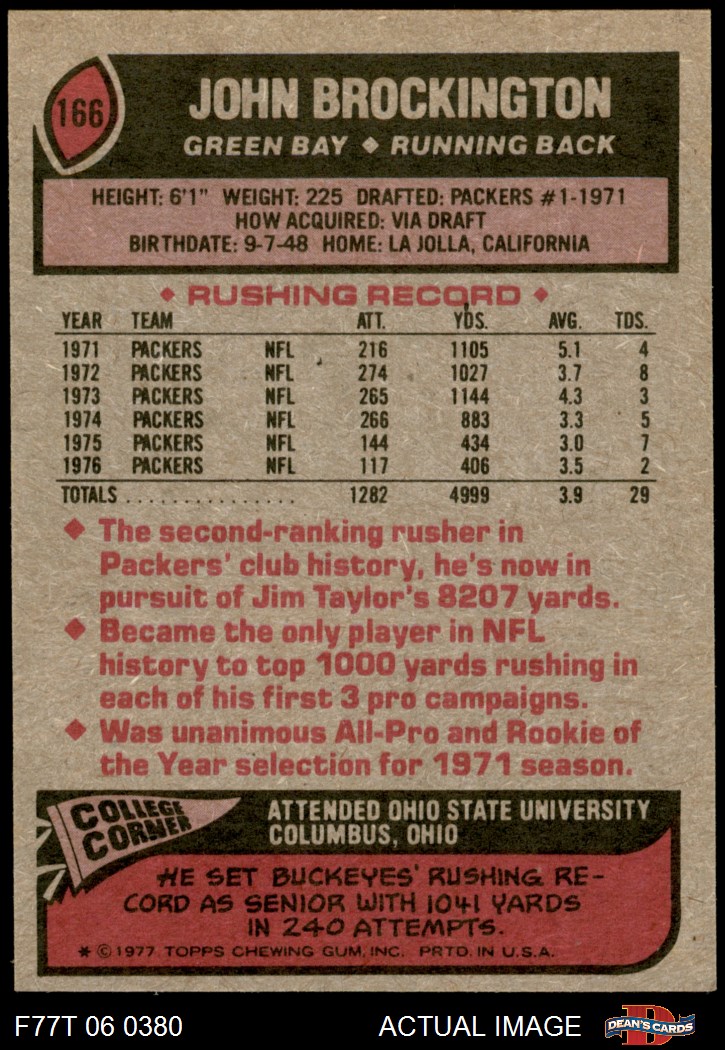 166
JOHN BROCKINGTON
GREEN BAY ♦ RUNNING BACK
HEIGHT: 6'1" WEIGHT: 225 DRAFTED: PACKERS #1-1971
HOW ACQUIRED: VIA DRAFT
BIRTHDATE: 9-7-48 HOME: LA JOLLA, CALIFORNIA
♦ RUSHING RECORD ♦
YEAR TEAM ATT. YDS. AVG. TDS.
1971 PACKERS NFL 216 1105 5.1 4
1972 PACKERS NFL 274 1027 3.7 8
1973 PACKERS NFL 265 1144 4.3 3
1974 PACKERS NFL 266 883 3.3 5
1975 PACKERS NFL 144 434 3.0 7
1976 PACKERS NFL 117 406 3.5 2
TOTALS . . . . . . . . . . . . . . . 1282 4999 3.9 29
♦ The second-ranking rusher in
Packers' club history, he's now in
pursuit of Jim Taylor's 8207 yards.
♦ Became the only player in NFL
history to top 1000 yards rushing in
each of his first 3 pro campaigns.
♦ Was unanimous All-Pro and Rookie of
the Year selection for 1971 season.
COLLEGE
CORNER
ATTENDED OHIO STATE UNIVERSITY
COLUMBUS, OHIO
HE SET BUCKEYES' RUSHING RE-
CORD AS SENIOR WITH 1041 YARDS
IN 240 ATTEMPTS.
* © 1977 TOPPS CHEWING GUM, INC. PRTD. IN U.S.A.
F77T 06 0380 ACTUAL IMAGE
D
DEAN'S CARDS